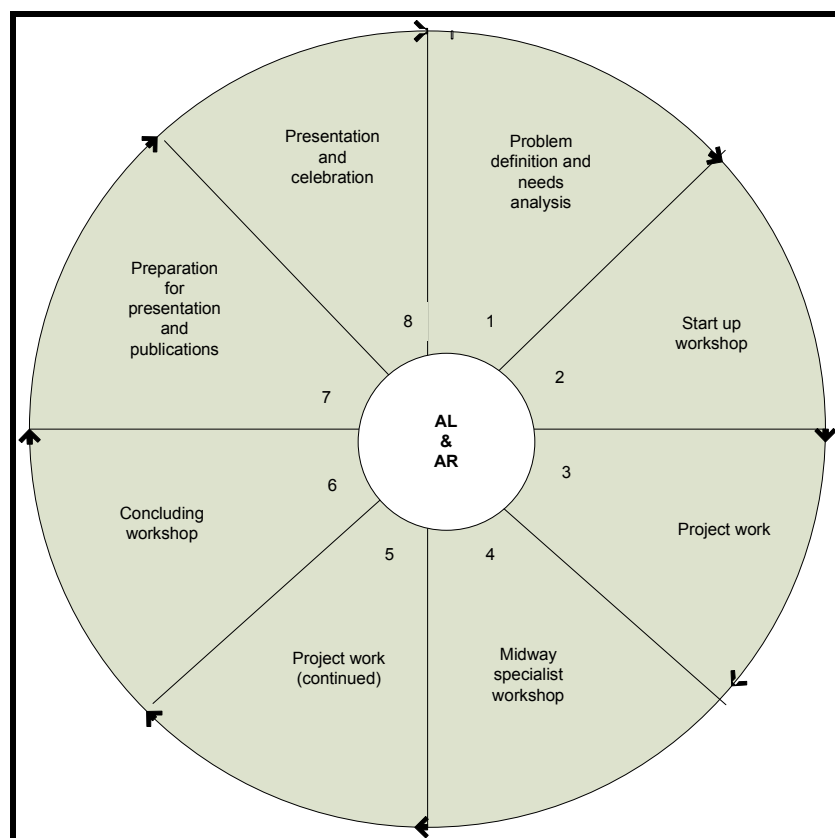 Presentation
and
celebration
8
Problem
definition and
needs
analysis
1
Start up
workshop
2
3
Project work
4
Midway
specialist
workshop
5
Project work
(continued)
6
Concluding
workshop
Preparation
for
presentation
and
publications
7
AL
&
AR